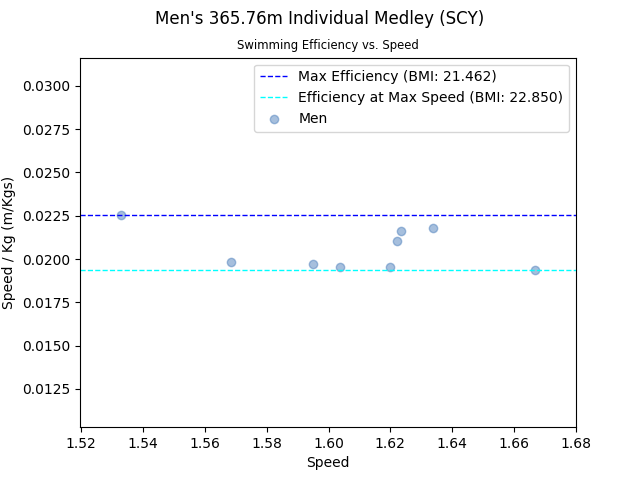 Men's 365.76m Individual Medley (SCY)
Swimming Efficiency vs. Speed
Max Efficiency (BMI: 21.462)
Efficiency at Max Speed (BMI: 22.850)
Men
Speed / Kg (m/Kgs)
0.0300
0.0275
0.0250
0.0225
0.0200
0.0175
0.0150
0.0125
1.52 1.54 1.56 1.58 1.60 1.62 1.64 1.66 1.68
Speed